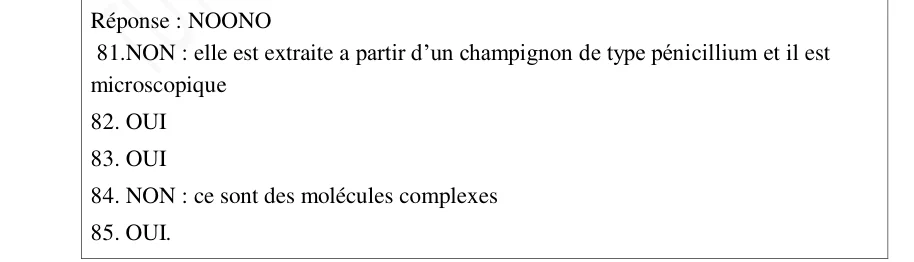 Réponse : NOONO
81.NON : elle est extraite a partir d’un champignon de type pénicillium et il est
microscopique
82. OUI
83. OUI
84. NON : ce sont des molécules complexes
85. OUI.